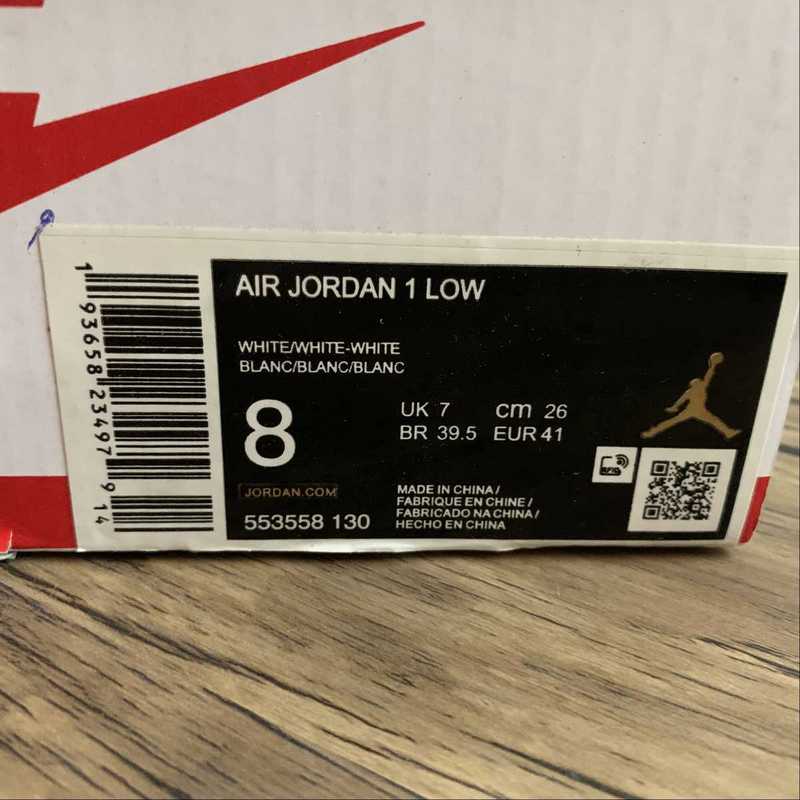 AIR JORDAN 1 LOW
WHITE/WHITE-WHITE
BLANC/BLANC/BLANC
8
UK 7 cm 26
BR 39.5 EUR 41
JORDAN.COM
553558 130
MADE IN CHINA /
FABRIQUE EN CHINE /
FABRICADO NA CHINA /
HECHO EN CHINA
1 93658 23497 9 14